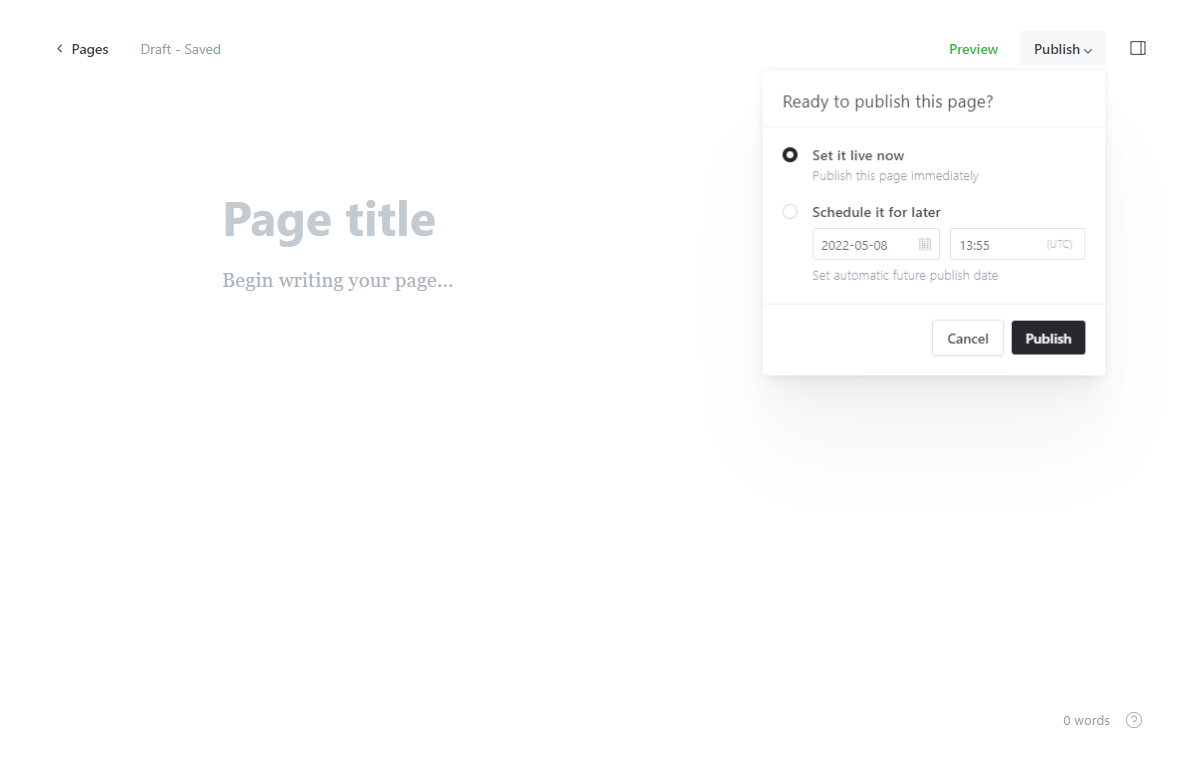 Pages Draft - Saved Preview Publish
Ready to publish this page?
Set it live now
Publish this page immediately
Page title
Schedule it for later
2022-05-08 13:55 (UTC)
Set automatic future publish date
Begin writing your page...
Cancel Publish
0 words ?